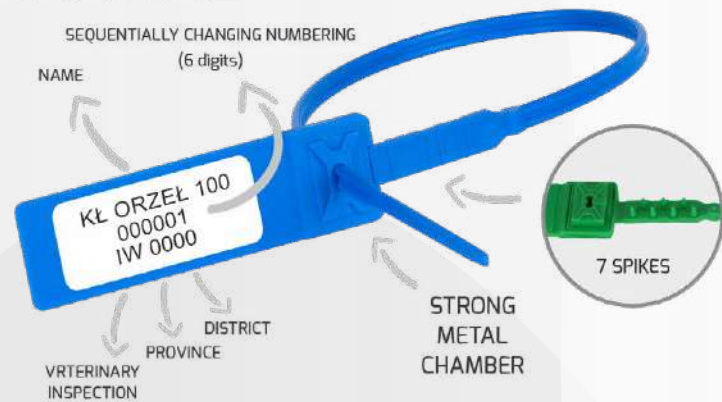 SEQUENTIALLY CHANGING NUMBERING
(6 digits)
NAME
KŁ ORZEŁ 100
000001
IW 0000
7 SPIKES
DISTRICT
PROVINCE
VRTERINARY
INSPECTION
STRONG
METAL
CHAMBER